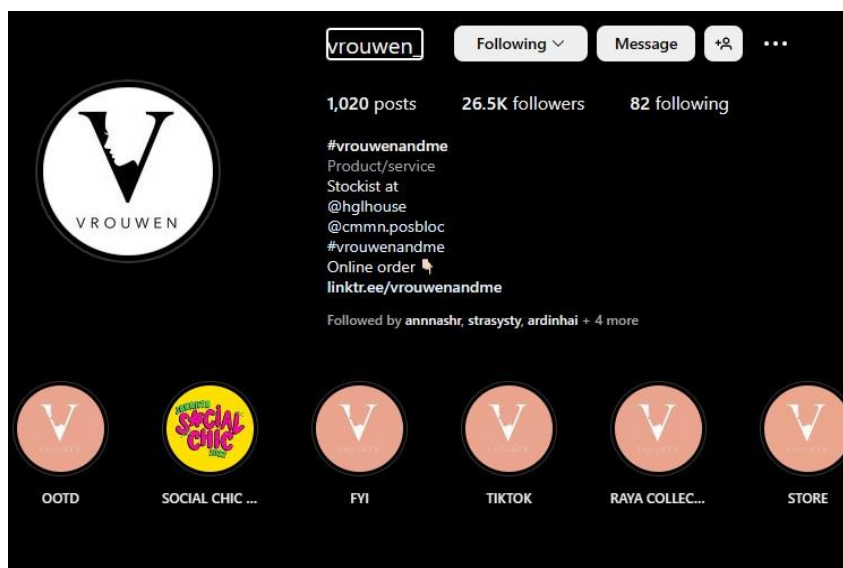 vrouwen_
Following
Message
1,020 posts
26.5K followers
82 following
#vrouwenandme
Product/service
Stockist at
@hglhouse
@cmmn.posbloc
#vrouwenandme
Online order 👇🏻
linktr.ee/vrouwenandme
Followed by annnashr, strasysty, ardinhai + 4 more
VROUWEN
JAKARTA
SOCIAL
CHIC
OOTD
SOCIAL CHIC ...
FYI
TIKTOK
RAYA COLLEC...
STORE